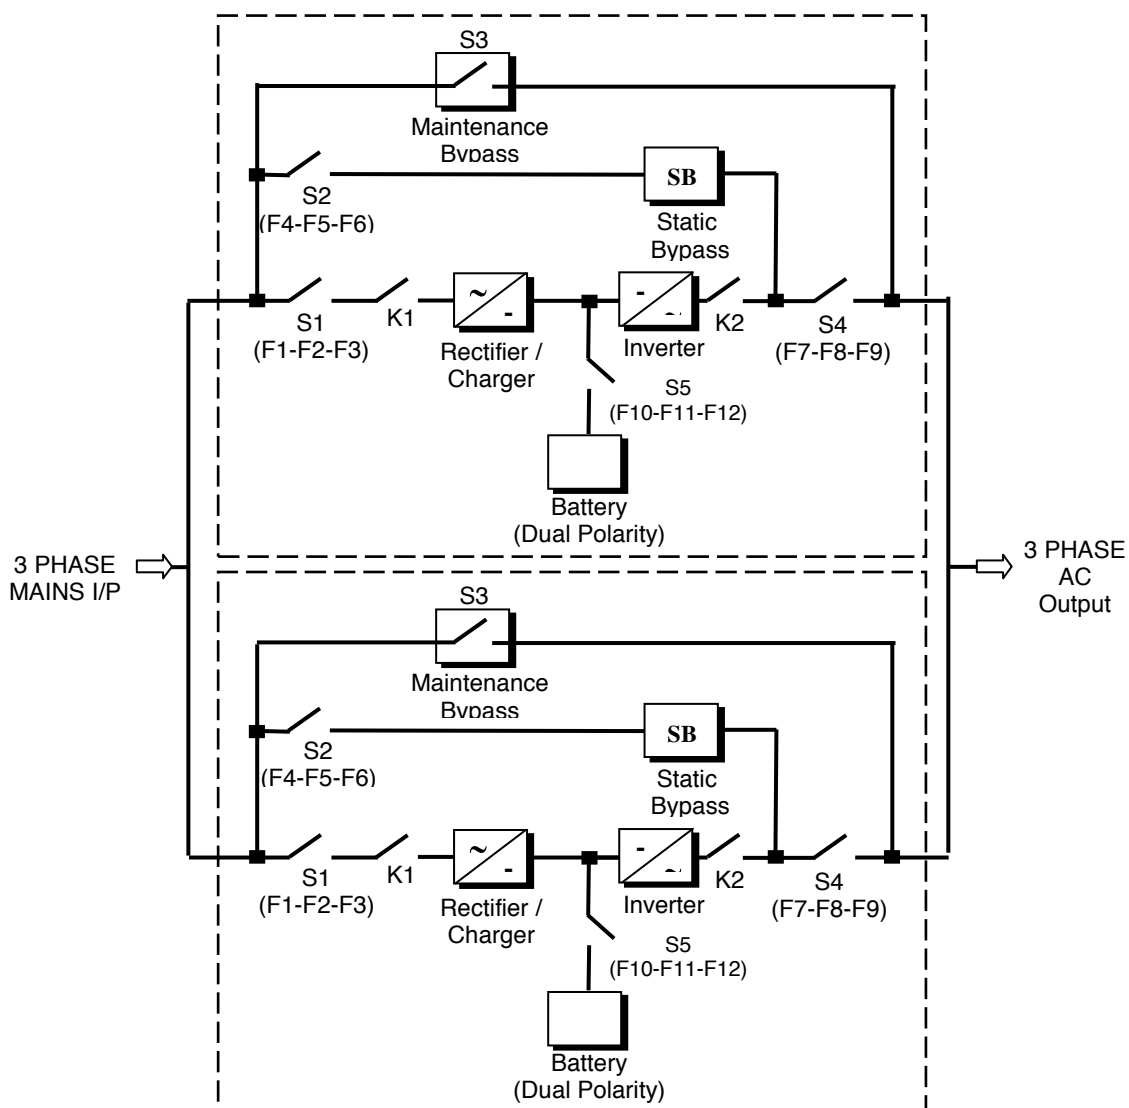 S3
Maintenance
Bypass
S2
(F4-F5-F6)
SB
Static
Bypass
S1
(F1-F2-F3)
K1
~
-
Rectifier /
Charger
-
~
Inverter
K2
S4
(F7-F8-F9)
S5
(F10-F11-F12)
Battery
(Dual Polarity)
3 PHASE
MAINS I/P
3 PHASE
AC
Output
S3
Maintenance
Bypass
S2
(F4-F5-F6)
SB
Static
Bypass
S1
(F1-F2-F3)
K1
~
-
Rectifier /
Charger
-
~
Inverter
K2
S4
(F7-F8-F9)
S5
(F10-F11-F12)
Battery
(Dual Polarity)